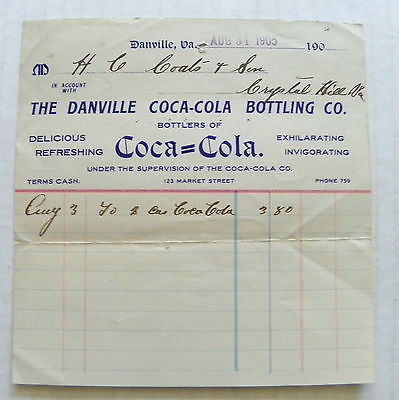 Danville, Va. AUG 31 1905 190
M H C Coats & Son
IN ACCOUNT WITH
Crystal Hill Va
THE DANVILLE COCA-COLA BOTTLING CO.
BOTTLERS OF
DELICIOUS REFRESHING Coca=Cola. EXHILARATING INVIGORATING
UNDER THE SUPERVISION OF THE COCA-COLA CO.
TERMS CASH. 123 MARKET STREET PHONE 759
Aug 3 To cas Coca Cola 3 80